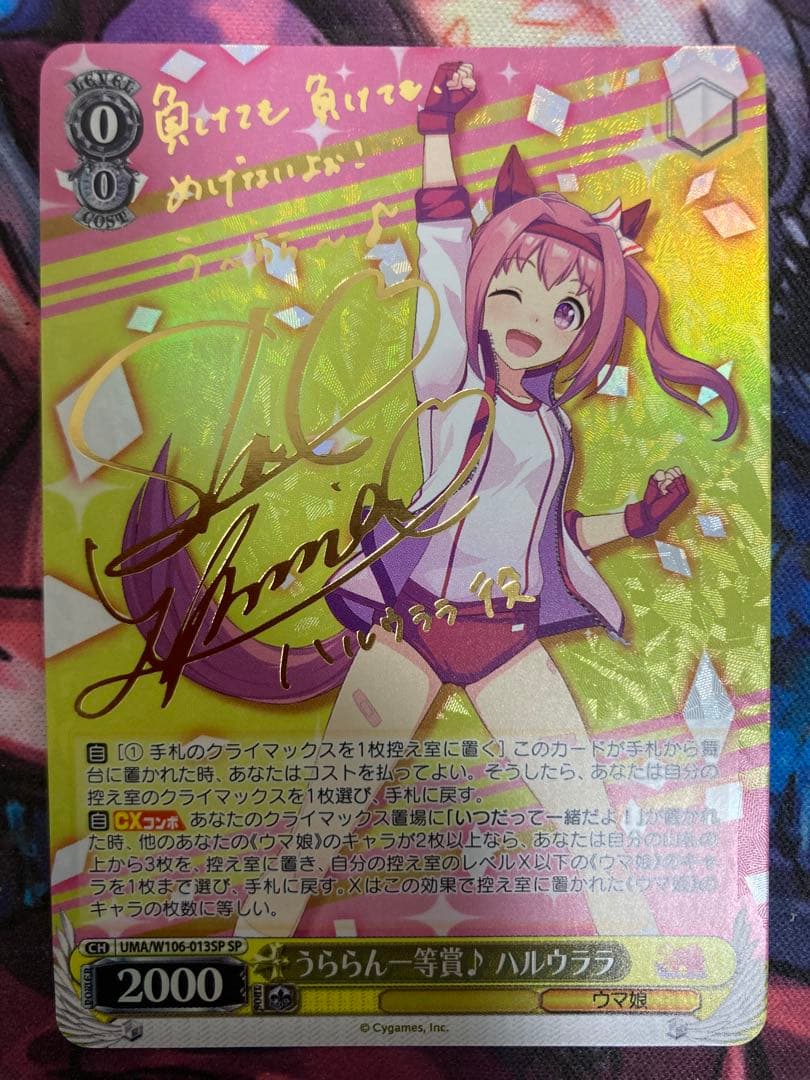 LEVEL
0
0
COST
負けても 負けても、
めげないよぉ!
う〜らら〜♪
ハルウララ役
自 [① 手札のクライマックスを1枚控え室に置く] このカードが手札から舞
台に置かれた時、あなたはコストを払ってよい。そうしたら、あなたは自分の
控え室のクライマックスを1枚選び、手札に戻す。
自 CXコンボ あなたのクライマックス置場に「いつだって一緒だよ!」が置かれ
た時、他のあなたの《ウマ娘》のキャラが2枚以上なら、あなたは自分の山札の
上から3枚を、控え室に置き、自分の控え室のレベルX以下の《ウマ娘》のキャ
ラを1枚まで選び、手札に戻す。Xはこの効果で控え室に置かれた《ウマ娘》の
キャラの枚数に等しい。
CH UMA/W106-013SP SP
うららん一等賞♪ ハルウララ
POWER 2000 SOUL ウマ娘
© Cygames, Inc.